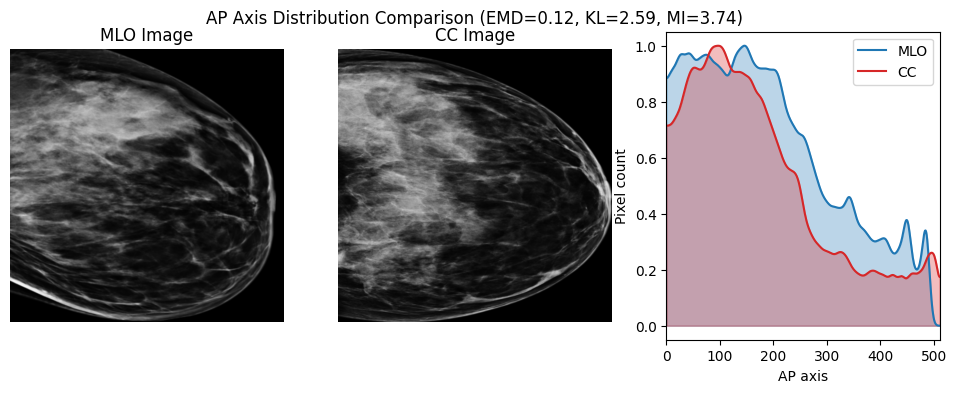 AP Axis Distribution Comparison (EMD=0.12, KL=2.59, MI=3.74)
MLO Image
CC Image
MLO
CC
Pixel count
1.0
0.8
0.6
0.4
0.2
0.0
0 100 200 300 400 500
AP axis